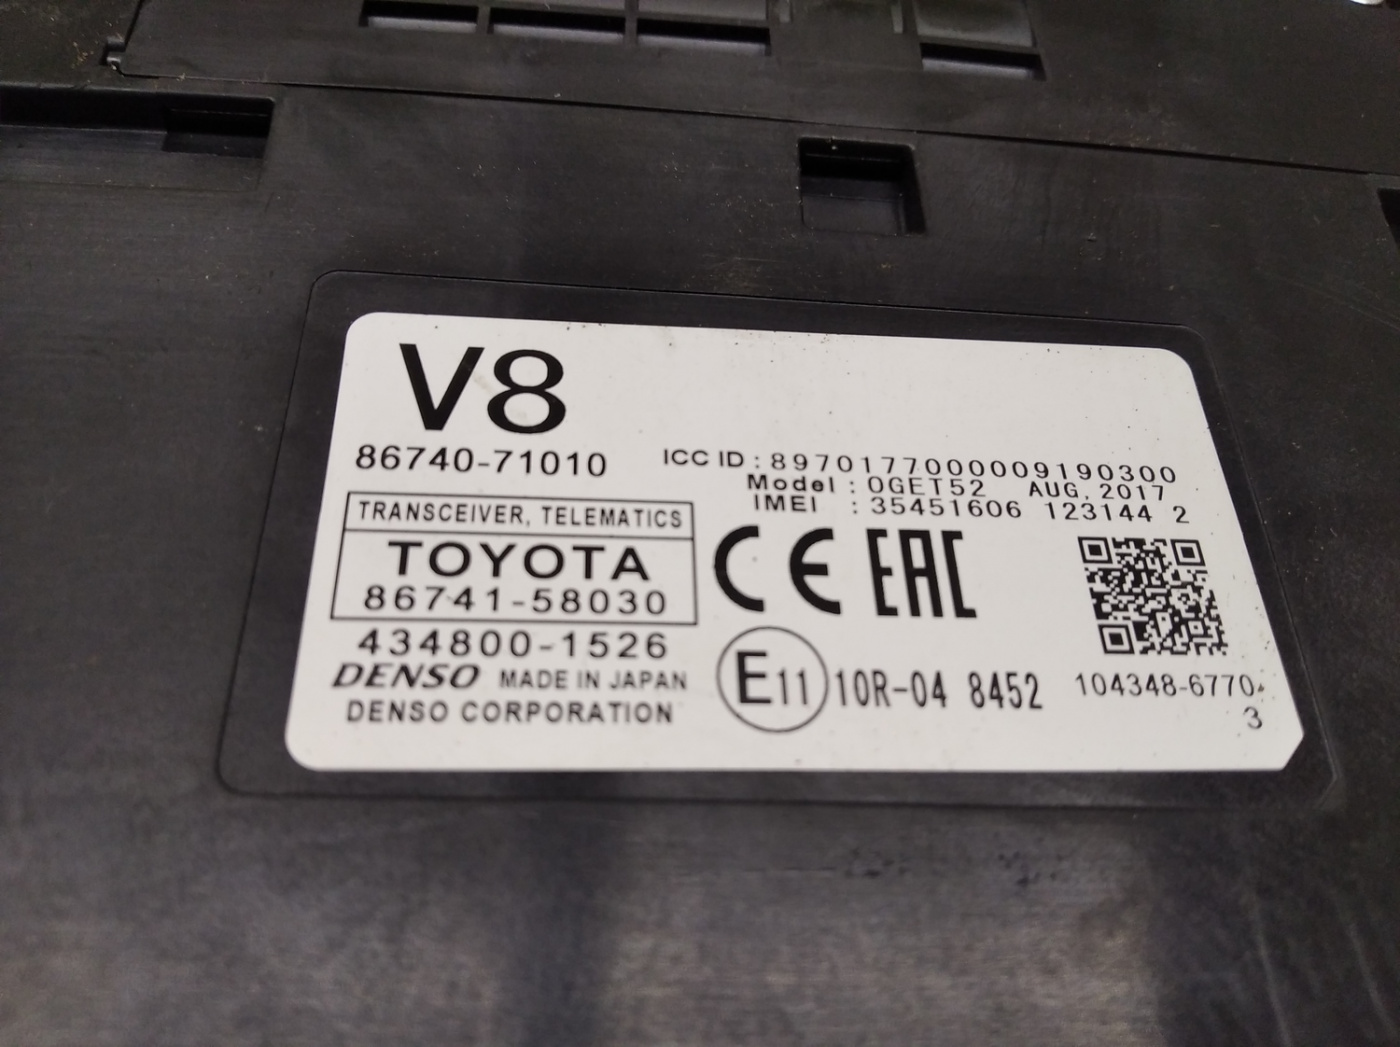 V8
86740-71010
ICC ID : 8970177000009190300
Model : OGET52 AUG, 2017
IMEI : 35451606 123144 2
TRANSCEIVER, TELEMATICS
TOYOTA
86741-58030
434800-1526
DENSO MADE IN JAPAN
DENSO CORPORATION
CE EAC
E11 10R-04 8452
104348-6770
3